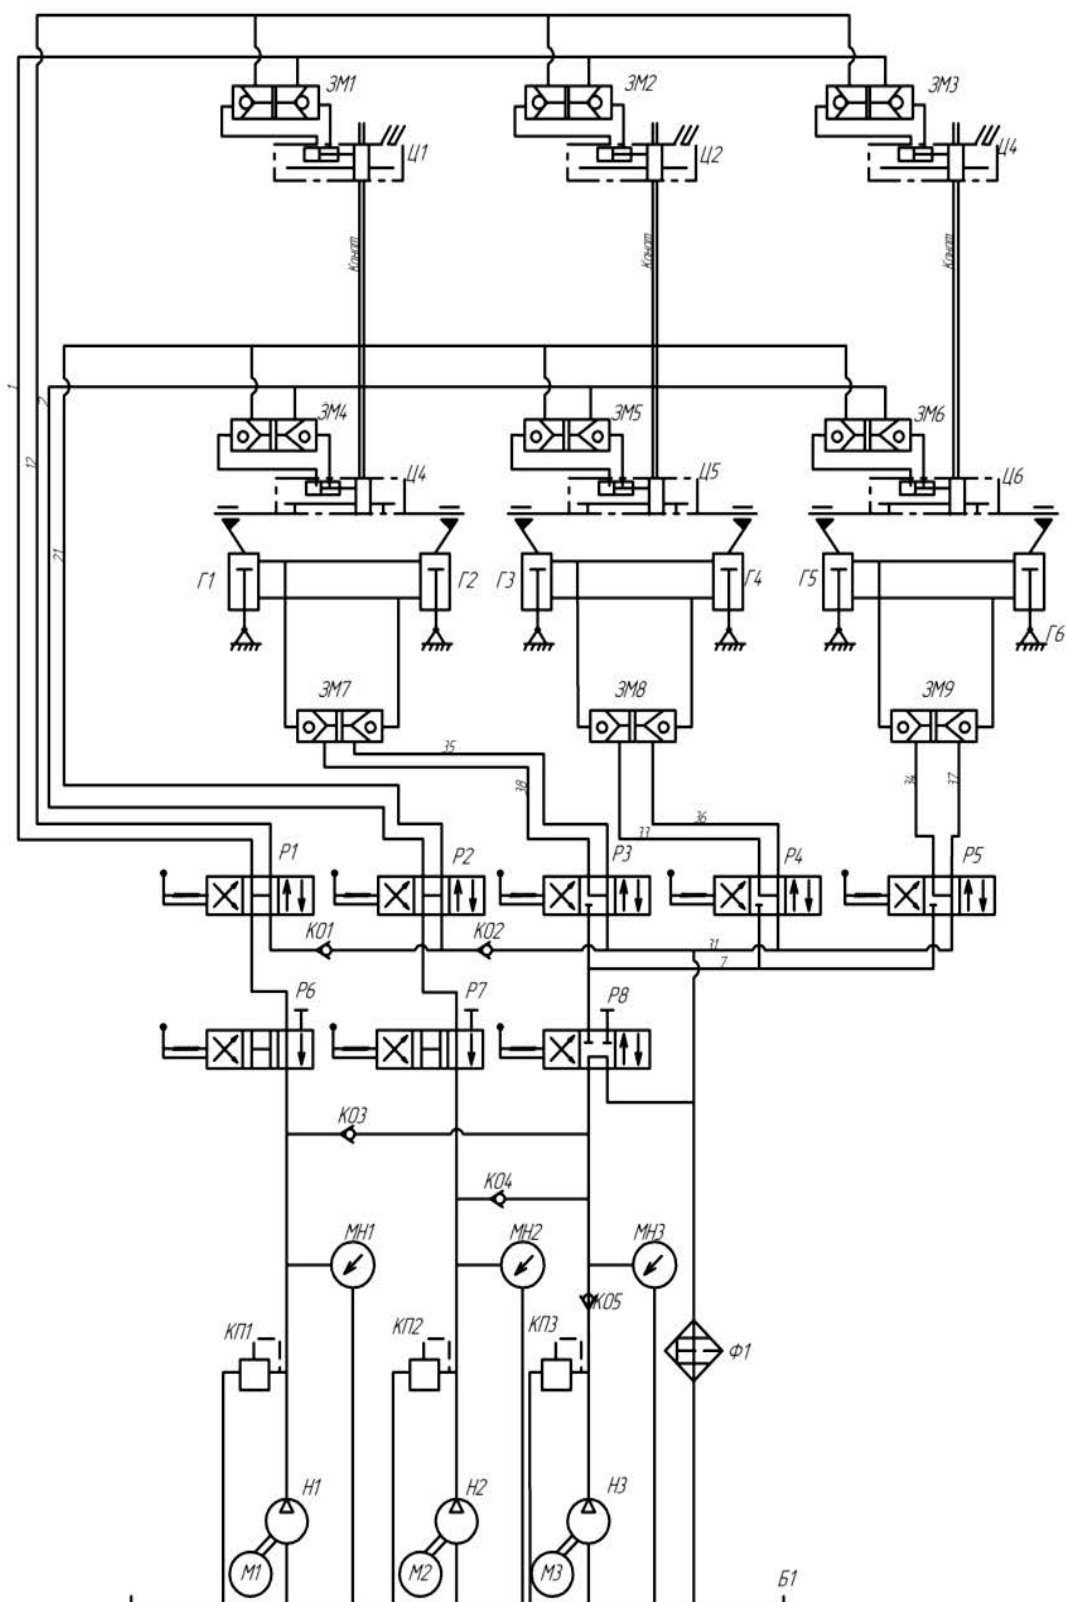 ЗМ1 ЗМ2 ЗМ3
Ц1 Ц2 Ц4
Канат Канат Канат
1 2
ЗМ4 ЗМ5 ЗМ6
12
Ц4 Ц5 Ц6
21
Г1 Г2 Г3 Г4 Г5
Г6
ЗМ7 ЗМ8 ЗМ9
35
38 34 37
33 36
Р1 Р2 Р3 Р4 Р5
КО1 КО2 31
7
Р6 Р7 Р8
КО3
КО4
МН1 МН2 МН3
КО5
КП1 КП2 КП3
Ф1
Н1 Н2 Н3
М1 М2 М3
Б1